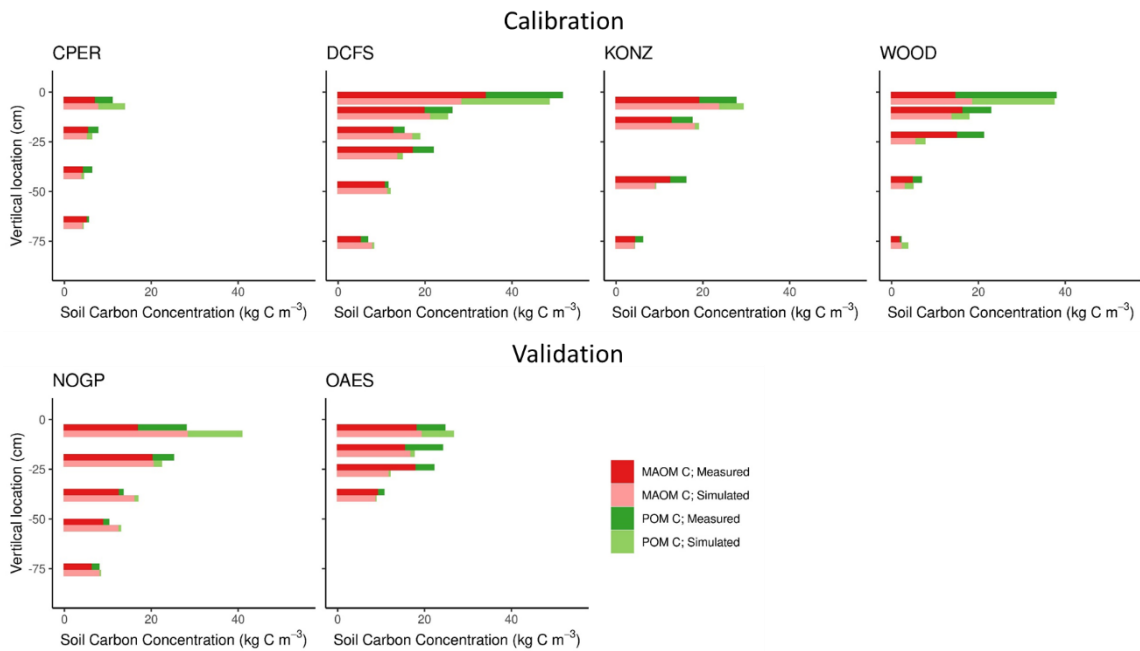 Calibration
CPER
DCFS
KONZ
WOOD
Vertilcal location (cm)
0
-25
-50
-75
0 20 40
0 20 40
0 20 40
0 20 40
Soil Carbon Concentration (kg C m⁻³)
Soil Carbon Concentration (kg C m⁻³)
Soil Carbon Concentration (kg C m⁻³)
Soil Carbon Concentration (kg C m⁻³)
Validation
NOGP
OAES
Vertilcal location (cm)
0
-25
-50
-75
0 20 40
0 20 40
Soil Carbon Concentration (kg C m⁻³)
Soil Carbon Concentration (kg C m⁻³)
MAOM C; Measured
MAOM C; Simulated
POM C; Measured
POM C; Simulated